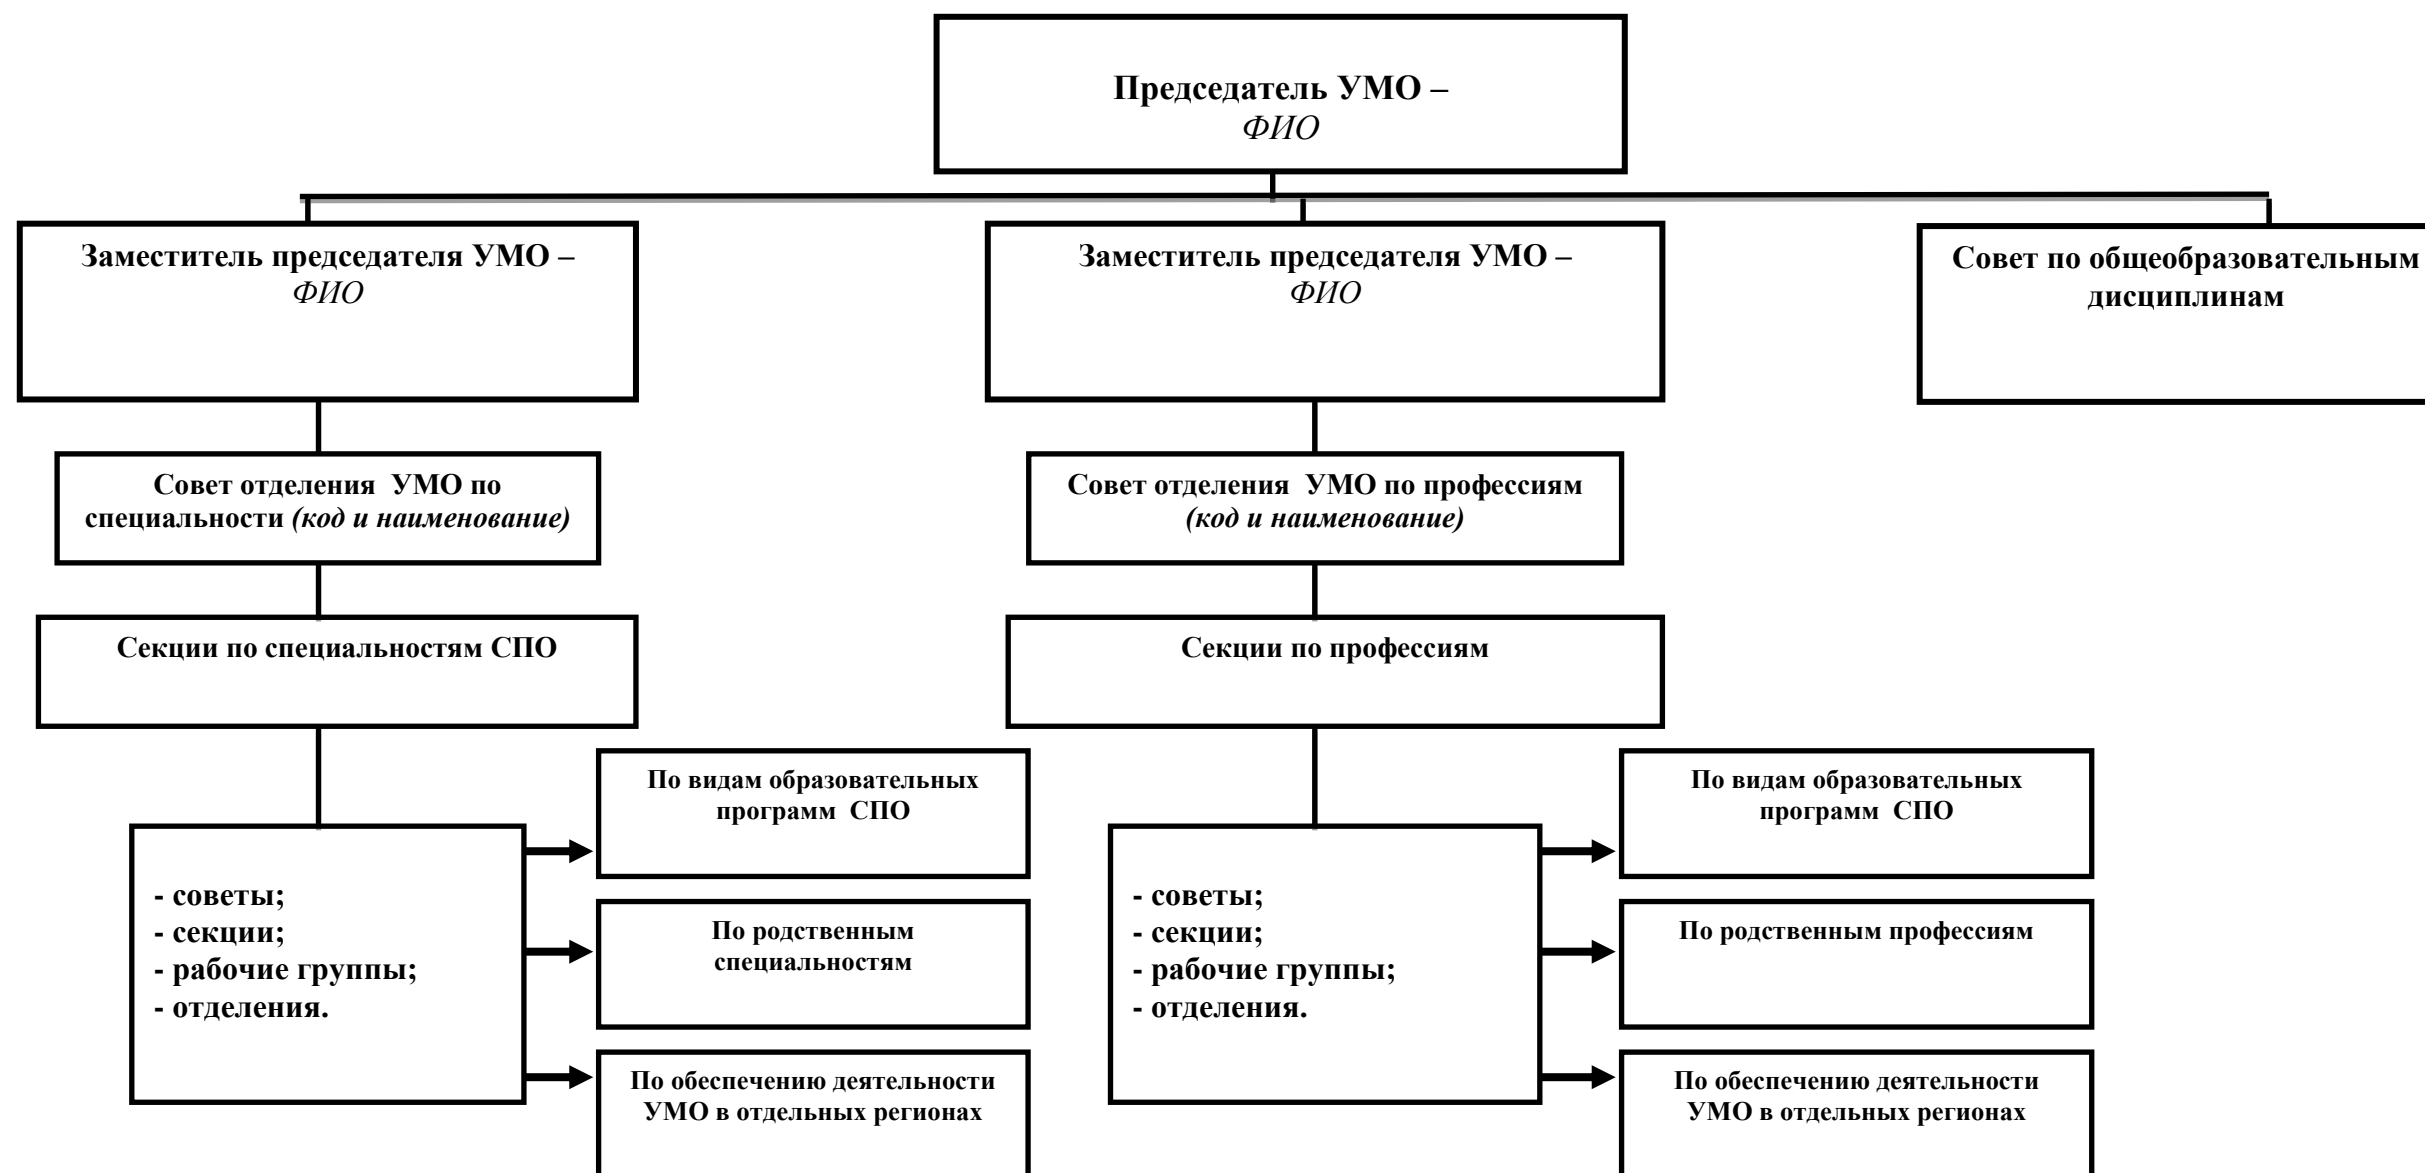 Председатель УМО –
ФИО
Заместитель председателя УМО –
ФИО
Заместитель председателя УМО –
ФИО
Совет по общеобразовательным
дисциплинам
Совет отделения УМО по
специальности (код и наименование)
Совет отделения УМО по профессиям
(код и наименование)
Секции по специальностям СПО
Секции по профессиям
- советы;
- секции;
- рабочие группы;
- отделения.
По видам образовательных
программ СПО
По родственным
специальностям
По обеспечению деятельности
УМО в отдельных регионах
- советы;
- секции;
- рабочие группы;
- отделения.
По видам образовательных
программ СПО
По родственным профессиям
По обеспечению деятельности
УМО в отдельных регионах